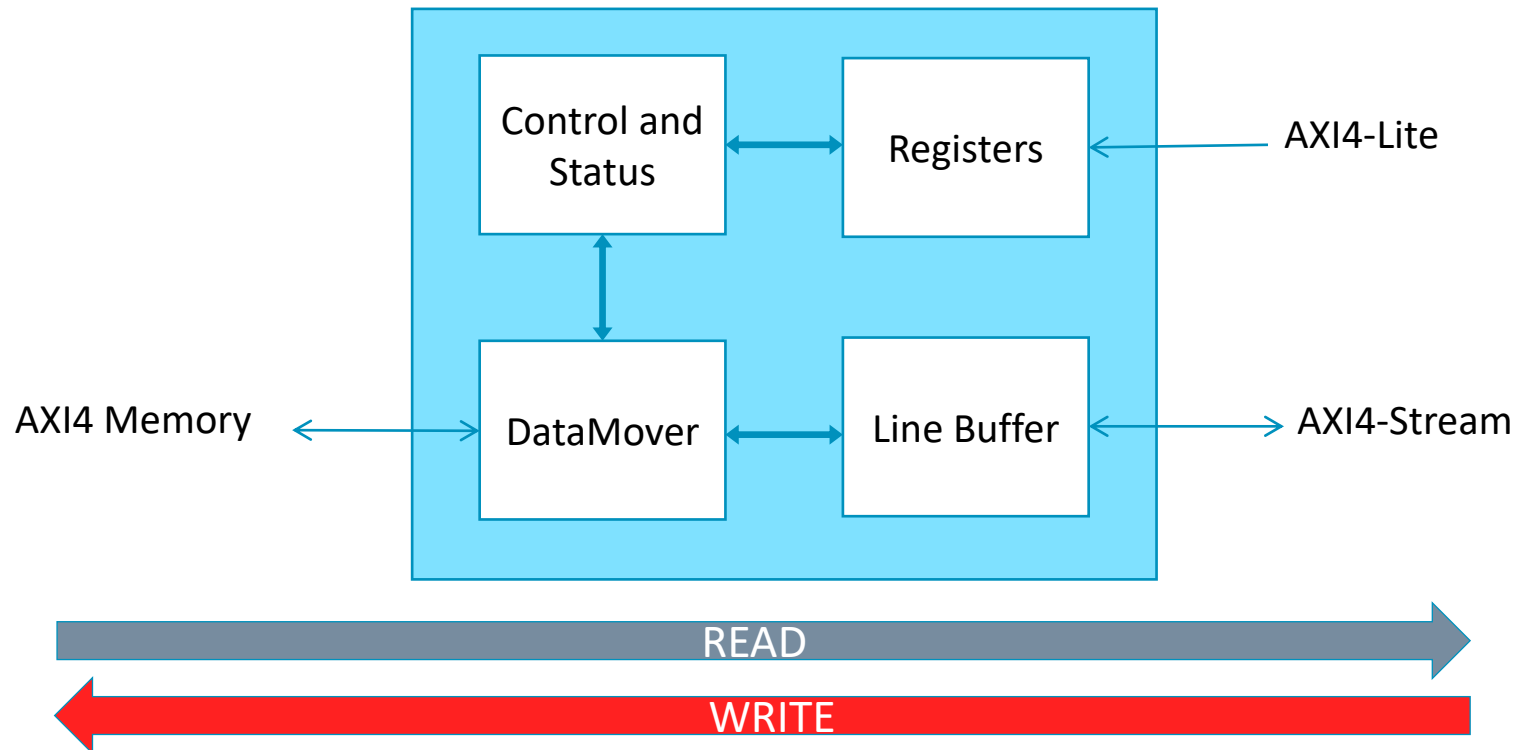 Control and
Status
Registers
AXI4-Lite
AXI4 Memory
DataMover
Line Buffer
AXI4-Stream
READ
WRITE